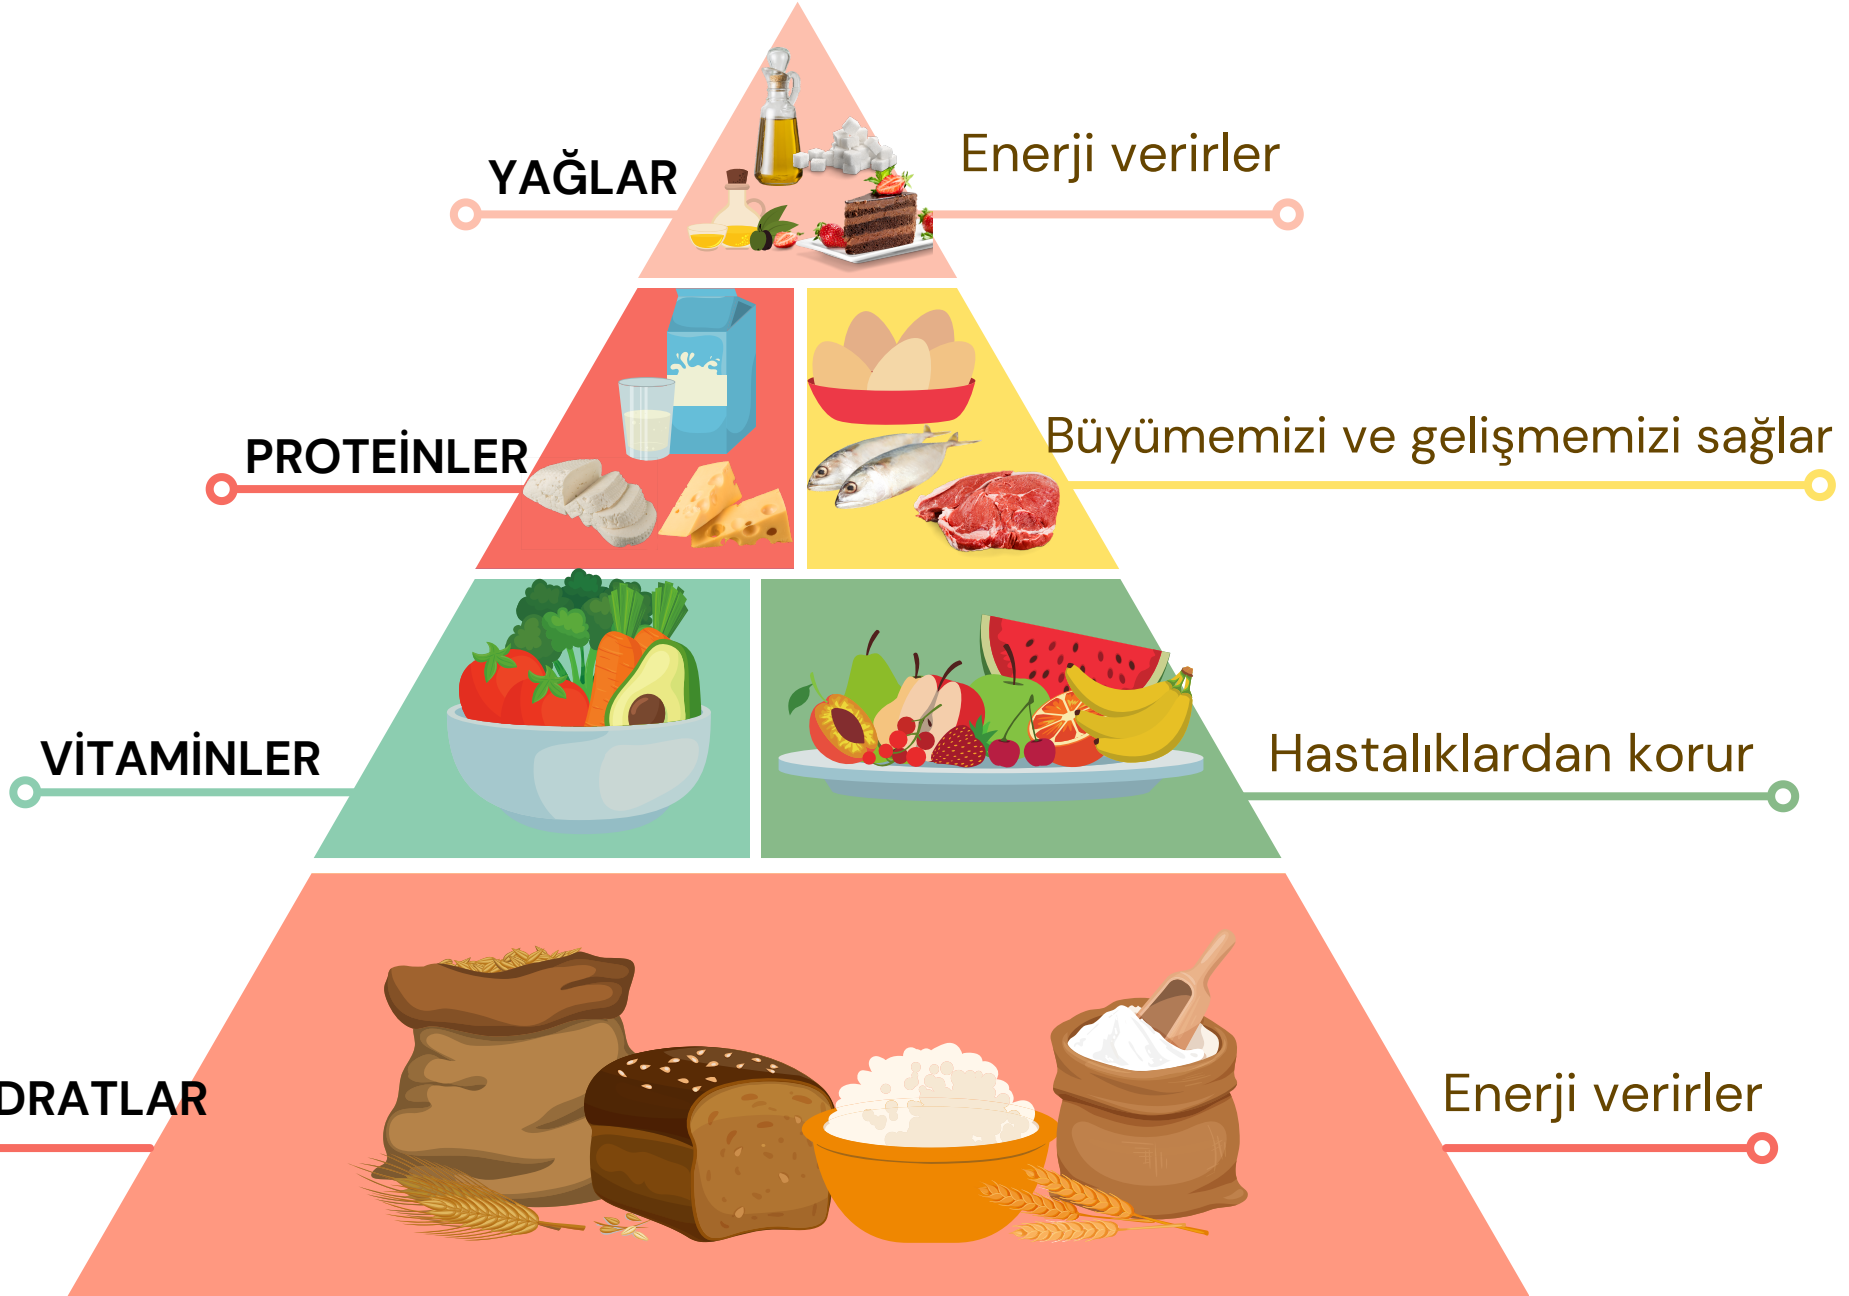 YAĞLAR
Enerji verirler
PROTEİNLER
Büyümemizi ve gelişmemizi sağlar
VİTAMİNLER
Hastalıklardan korur
DRATLAR
Enerji verirler